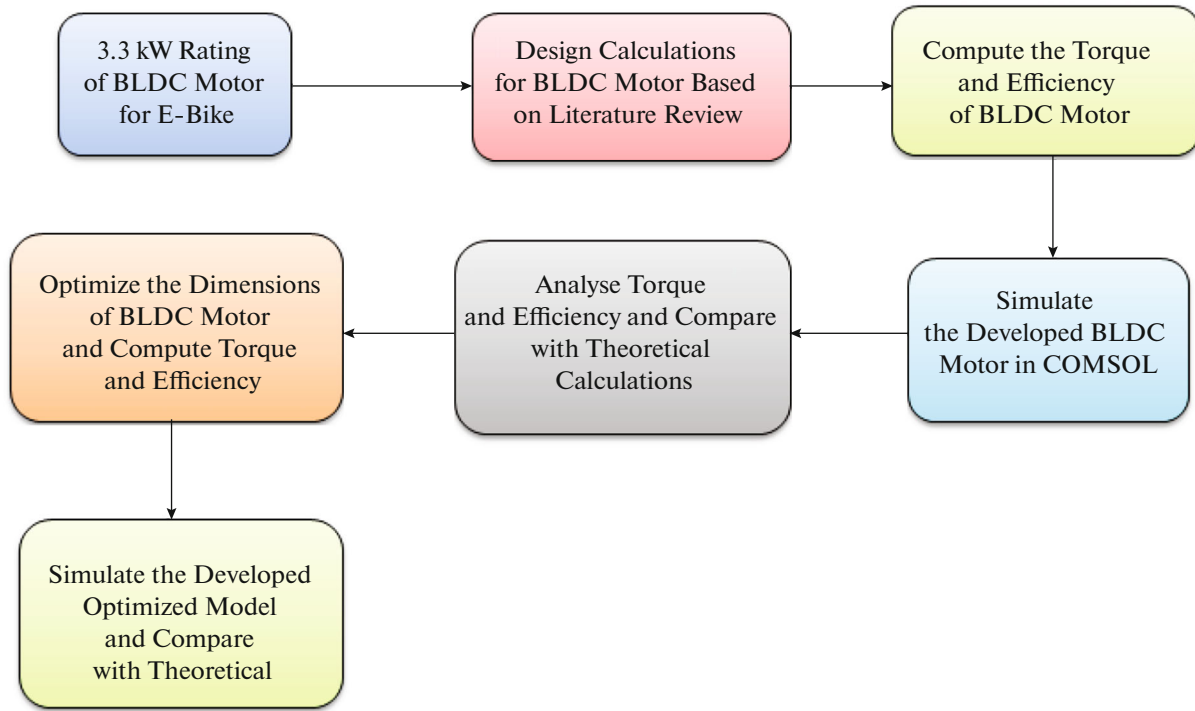 3.3 kW Rating
of BLDC Motor
for E-Bike
Design Calculations
for BLDC Motor Based
on Literature Review
Compute the Torque
and Efficiency
of BLDC Motor
Simulate
the Developed BLDC
Motor in COMSOL
Analyse Torque
and Efficiency and Compare
with Theoretical
Calculations
Optimize the Dimensions
of BLDC Motor
and Compute Torque
and Efficiency
Simulate the Developed
Optimized Model
and Compare
with Theoretical